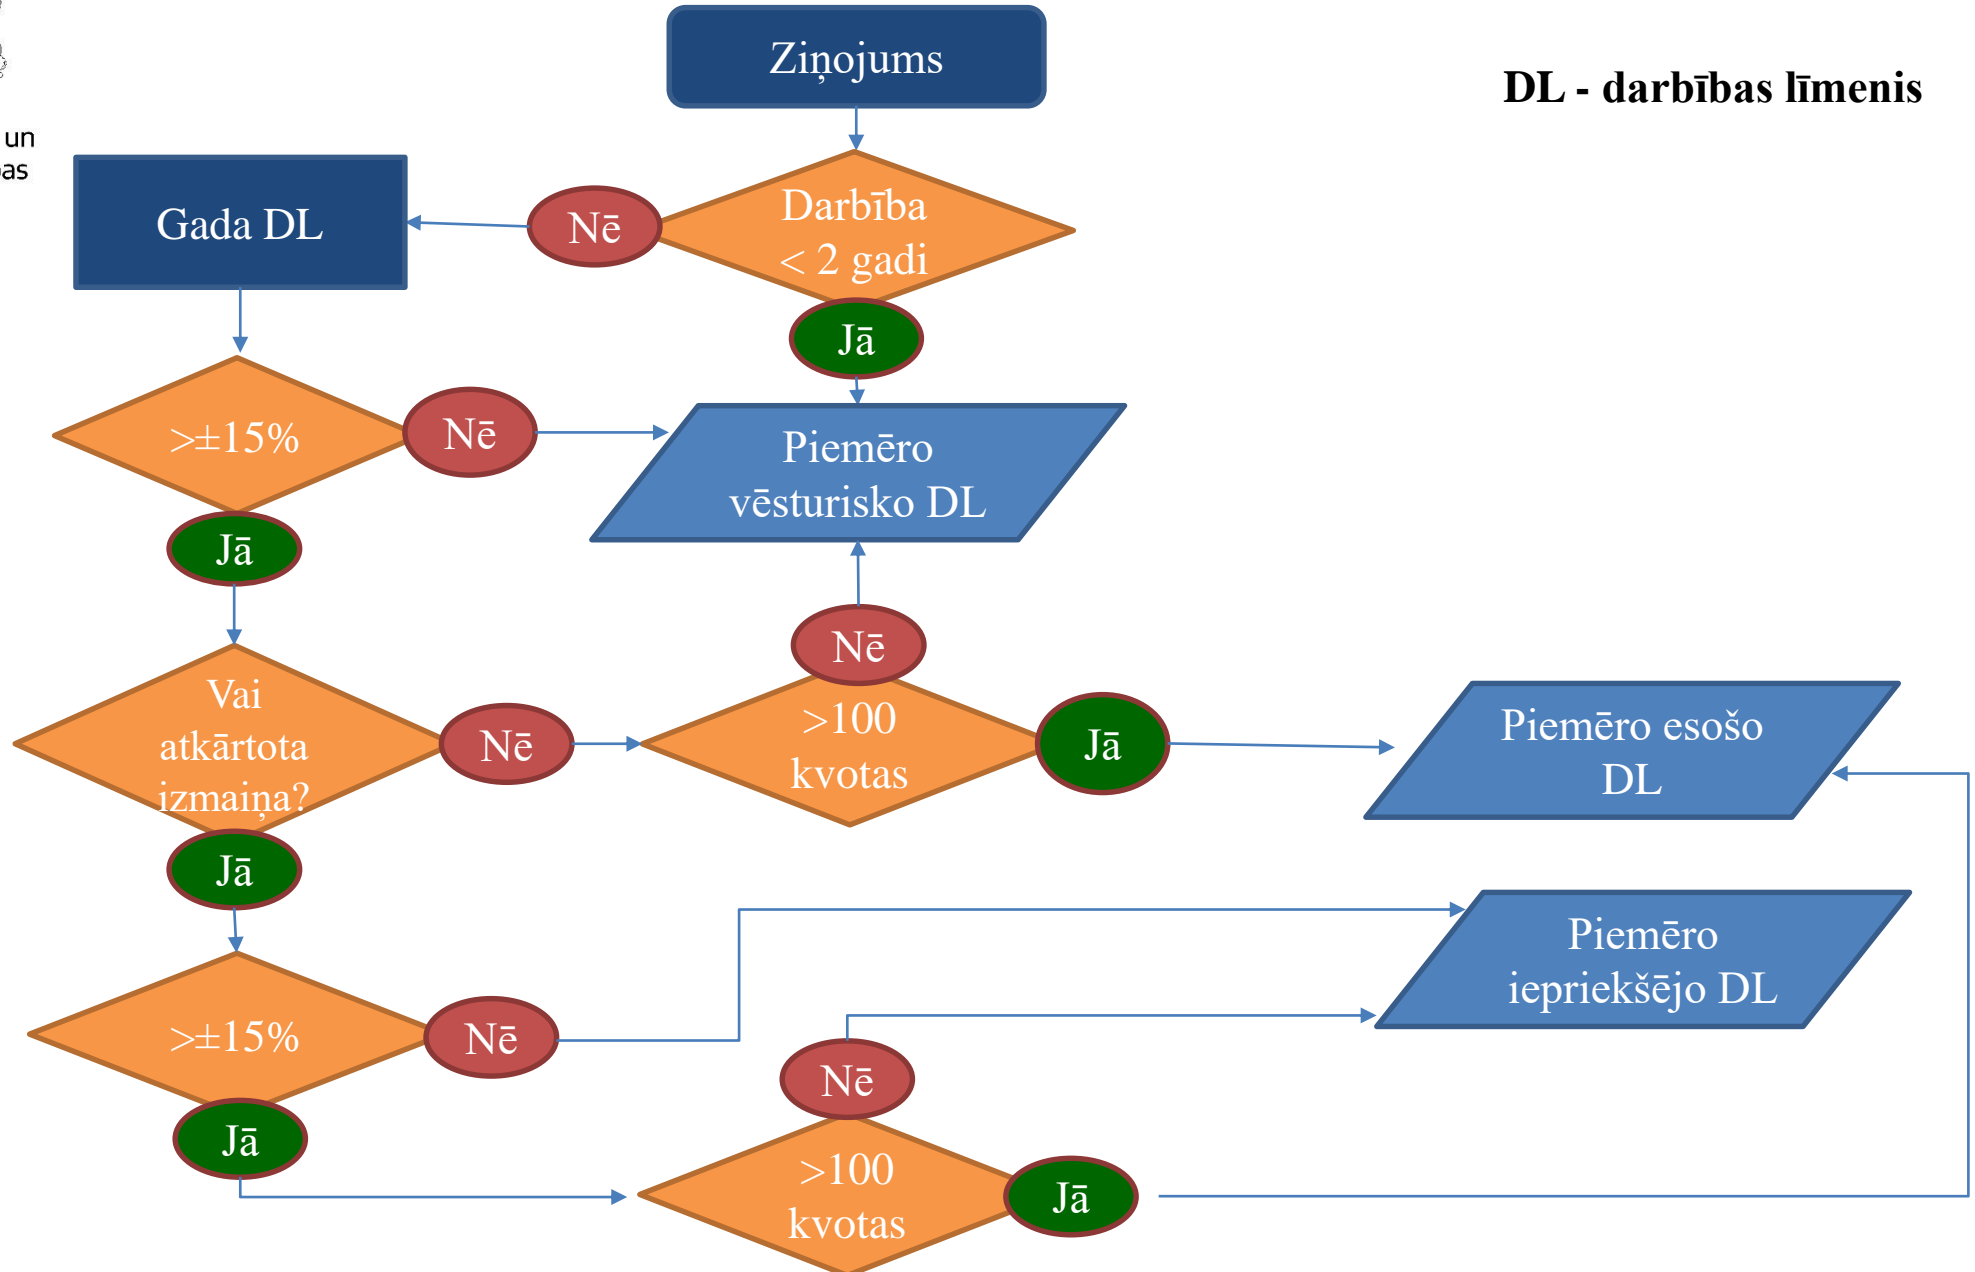 Ziņojums
DL - darbības līmenis
un
Gada DL
Nē
Darbība
< 2 gadi
Jā
>±15%
Nē
Piemēro
vēsturisko DL
Jā
Nē
Vai
atkārtota
izmaiņa?
Nē
>100
kvotas
Jā
Piemēro esošo
DL
Jā
Piemēro
iepriekšējo DL
>±15%
Nē
Nē
Jā
>100
kvotas
Jā